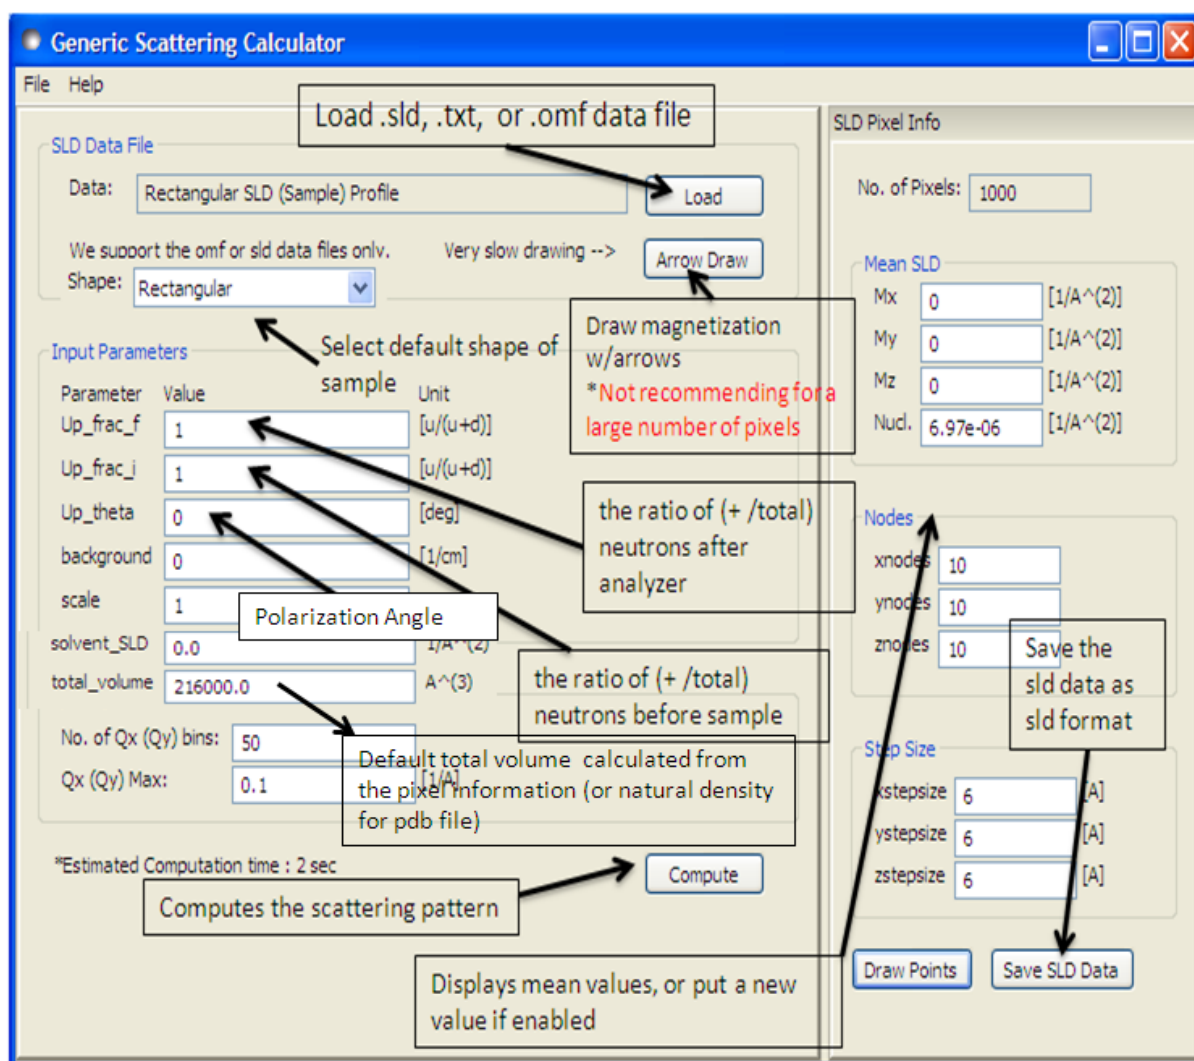 Generic Scattering Calculator
File Help
Load .sld, .txt, or .omf data file
SLD Data File
Data: Rectangular SLD (Sample) Profile Load
We support the omf or sld data files only. Very slow drawing --> Arrow Draw
Shape: Rectangular
Select default shape of
sample
Draw magnetization
w/arrows
*Not recommending for a
large number of pixels
Input Parameters
Parameter Value Unit
Up_frac_f 1 [u/(u+d)]
Up_frac_i 1 [u/(u+d)]
Up_theta 0 [deg]
background 0 [1/cm]
scale 1
solvent_SLD 0.0 1/A^(2)
total_volume 216000.0 A^(3)
the ratio of (+ /total)
neutrons after
analyzer
Polarization Angle
the ratio of (+ /total)
neutrons before sample
No. of Qx (Qy) bins: 50
Qx (Qy) Max: 0.1 [1/A]
Default total volume calculated from
the pixel information (or natural density
for pdb file)
*Estimated Computation time : 2 sec Compute
Computes the scattering pattern
Displays mean values, or put a new
value if enabled
SLD Pixel Info
No. of Pixels: 1000
Mean SLD
Mx 0 [1/A^(2)]
My 0 [1/A^(2)]
Mz 0 [1/A^(2)]
Nucl. 6.97e-06 [1/A^(2)]
Nodes
xnodes 10
ynodes 10
znodes 10
Save the
sld data as
sld format
Step Size
xstepsize 6 [A]
ystepsize 6 [A]
zstepsize 6 [A]
Draw Points Save SLD Data